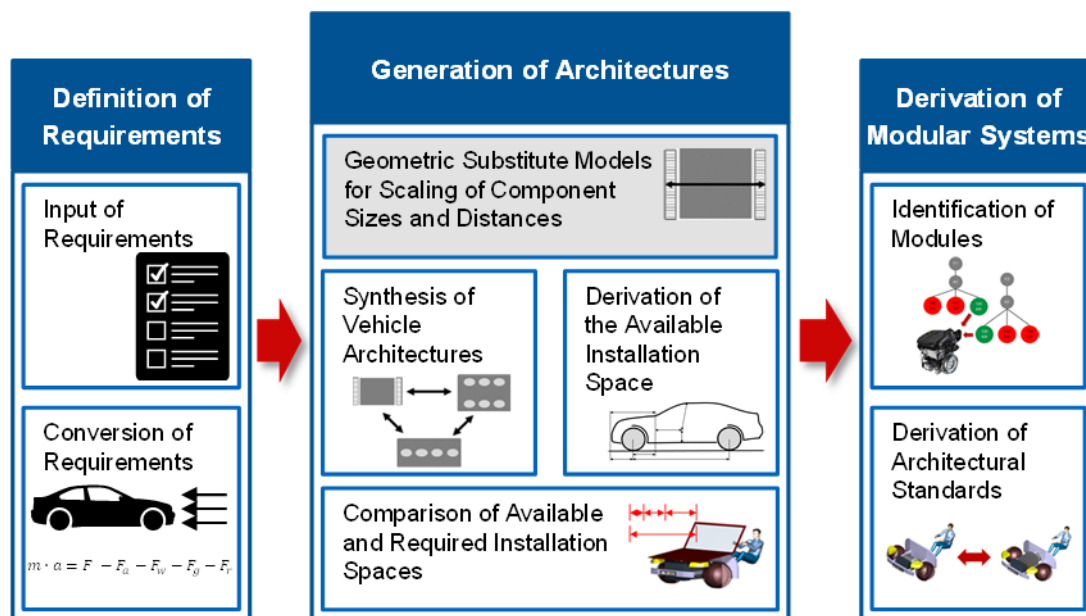 Definition of
Requirements
Input of
Requirements
Conversion of
Requirements
m · a = F − F_a − F_w − F_g − F_r
Generation of Architectures
Geometric Substitute Models
for Scaling of Component
Sizes and Distances
Synthesis of
Vehicle
Architectures
Derivation of
the Available
Installation
Space
Comparison of Available
and Required Installation
Spaces
Derivation of
Modular Systems
Identification of
Modules
Derivation of
Architectural
Standards